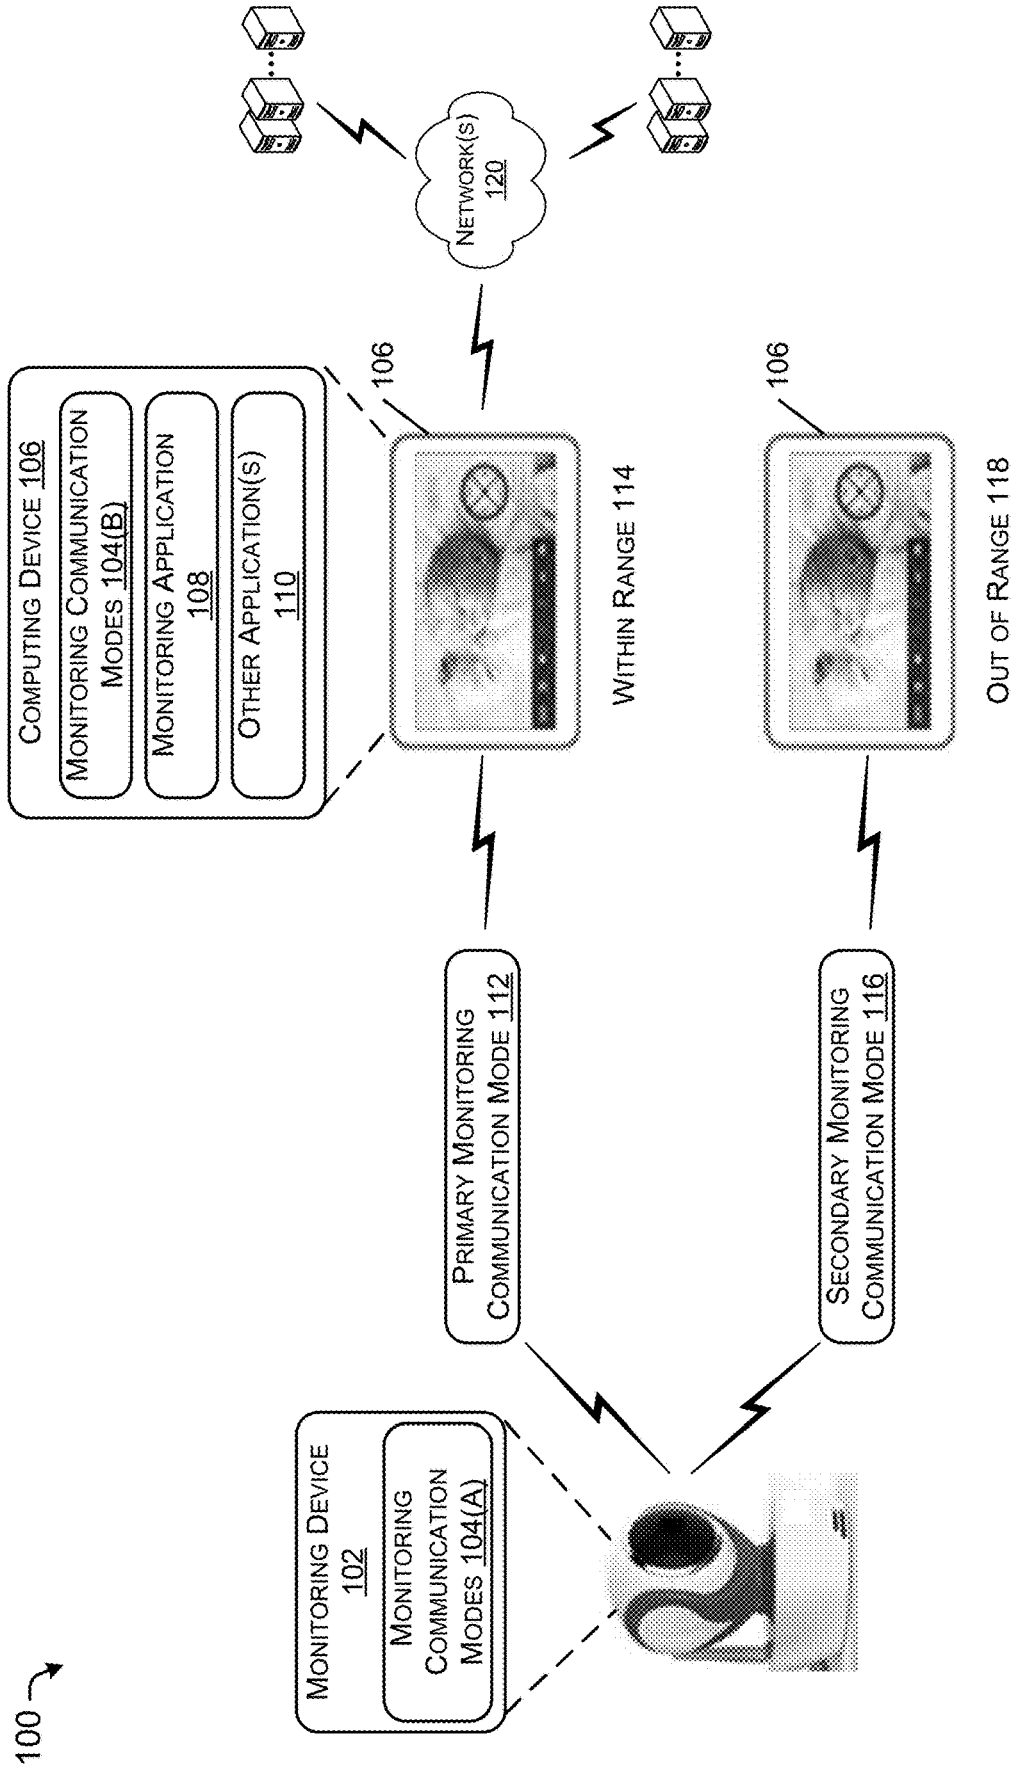 100
MONITORING DEVICE
102
MONITORING
COMMUNICATION
MODES 104(A)
PRIMARY MONITORING
COMMUNICATION MODE 112
SECONDARY MONITORING
COMMUNICATION MODE 116
COMPUTING DEVICE 106
MONITORING COMMUNICATION
MODES 104(B)
MONITORING APPLICATION
108
OTHER APPLICATION(S)
110
106
WITHIN RANGE 114
106
OUT OF RANGE 118
NETWORK(S)
120